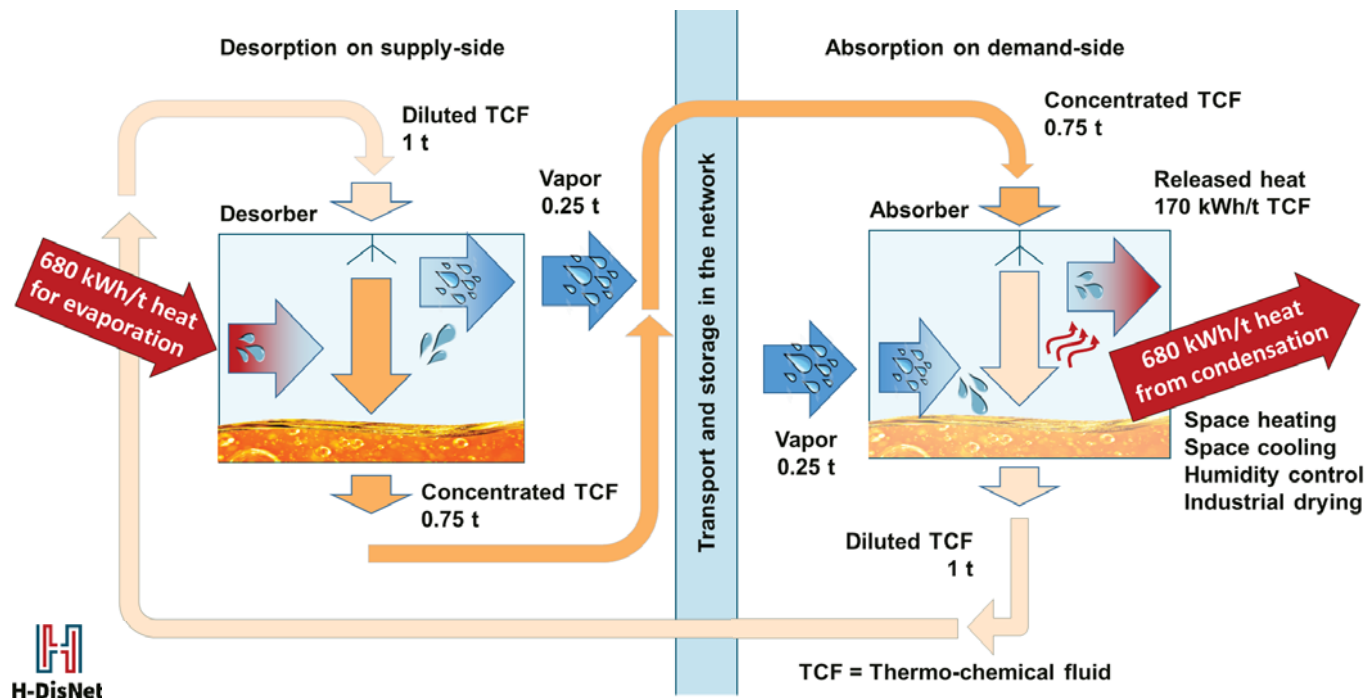 Desorption on supply-side
Absorption on demand-side
Diluted TCF
1 t
Concentrated TCF
0.75 t
Vapor
0.25 t
Released heat
170 kWh/t TCF
Desorber
Absorber
680 kWh/t heat
for evaporation
Transport and storage in the network
680 kWh/t heat
from condensation
Vapor
0.25 t
Space heating
Space cooling
Humidity control
Industrial drying
Concentrated TCF
0.75 t
Diluted TCF
1 t
H-DisNet
TCF = Thermo-chemical fluid